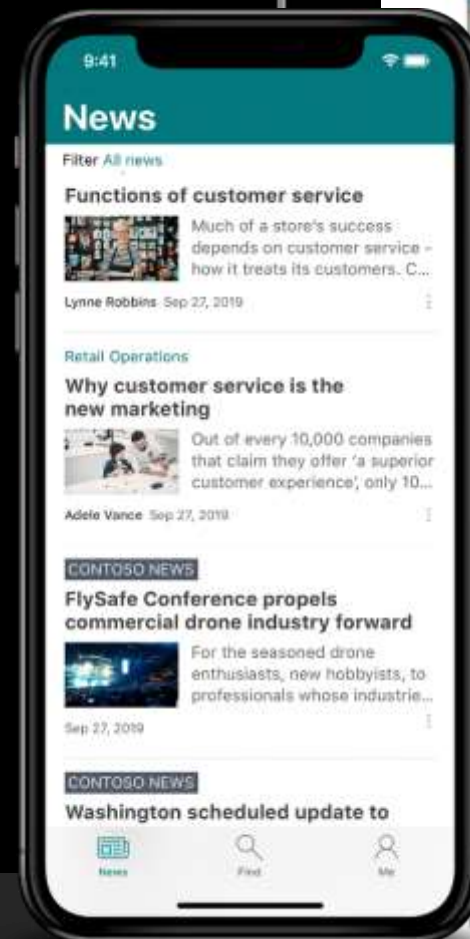 9:41
News
Filter All news
Functions of customer service
Much of a store's success
depends on customer service –
how it treats its customers. C...
Lynne Robbins Sep 27, 2019
Retail Operations
Why customer service is the
new marketing
Out of every 10,000 companies
that claim they offer 'a superior
customer experience', only 10...
Adele Vance Sep 27, 2019
CONTOSO NEWS
FlySafe Conference propels
commercial drone industry forward
For the seasoned drone
enthusiasts, new hobbyists, to
professionals whose industrie...
Sep 27, 2019
CONTOSO NEWS
Washington scheduled update to
News Find Me